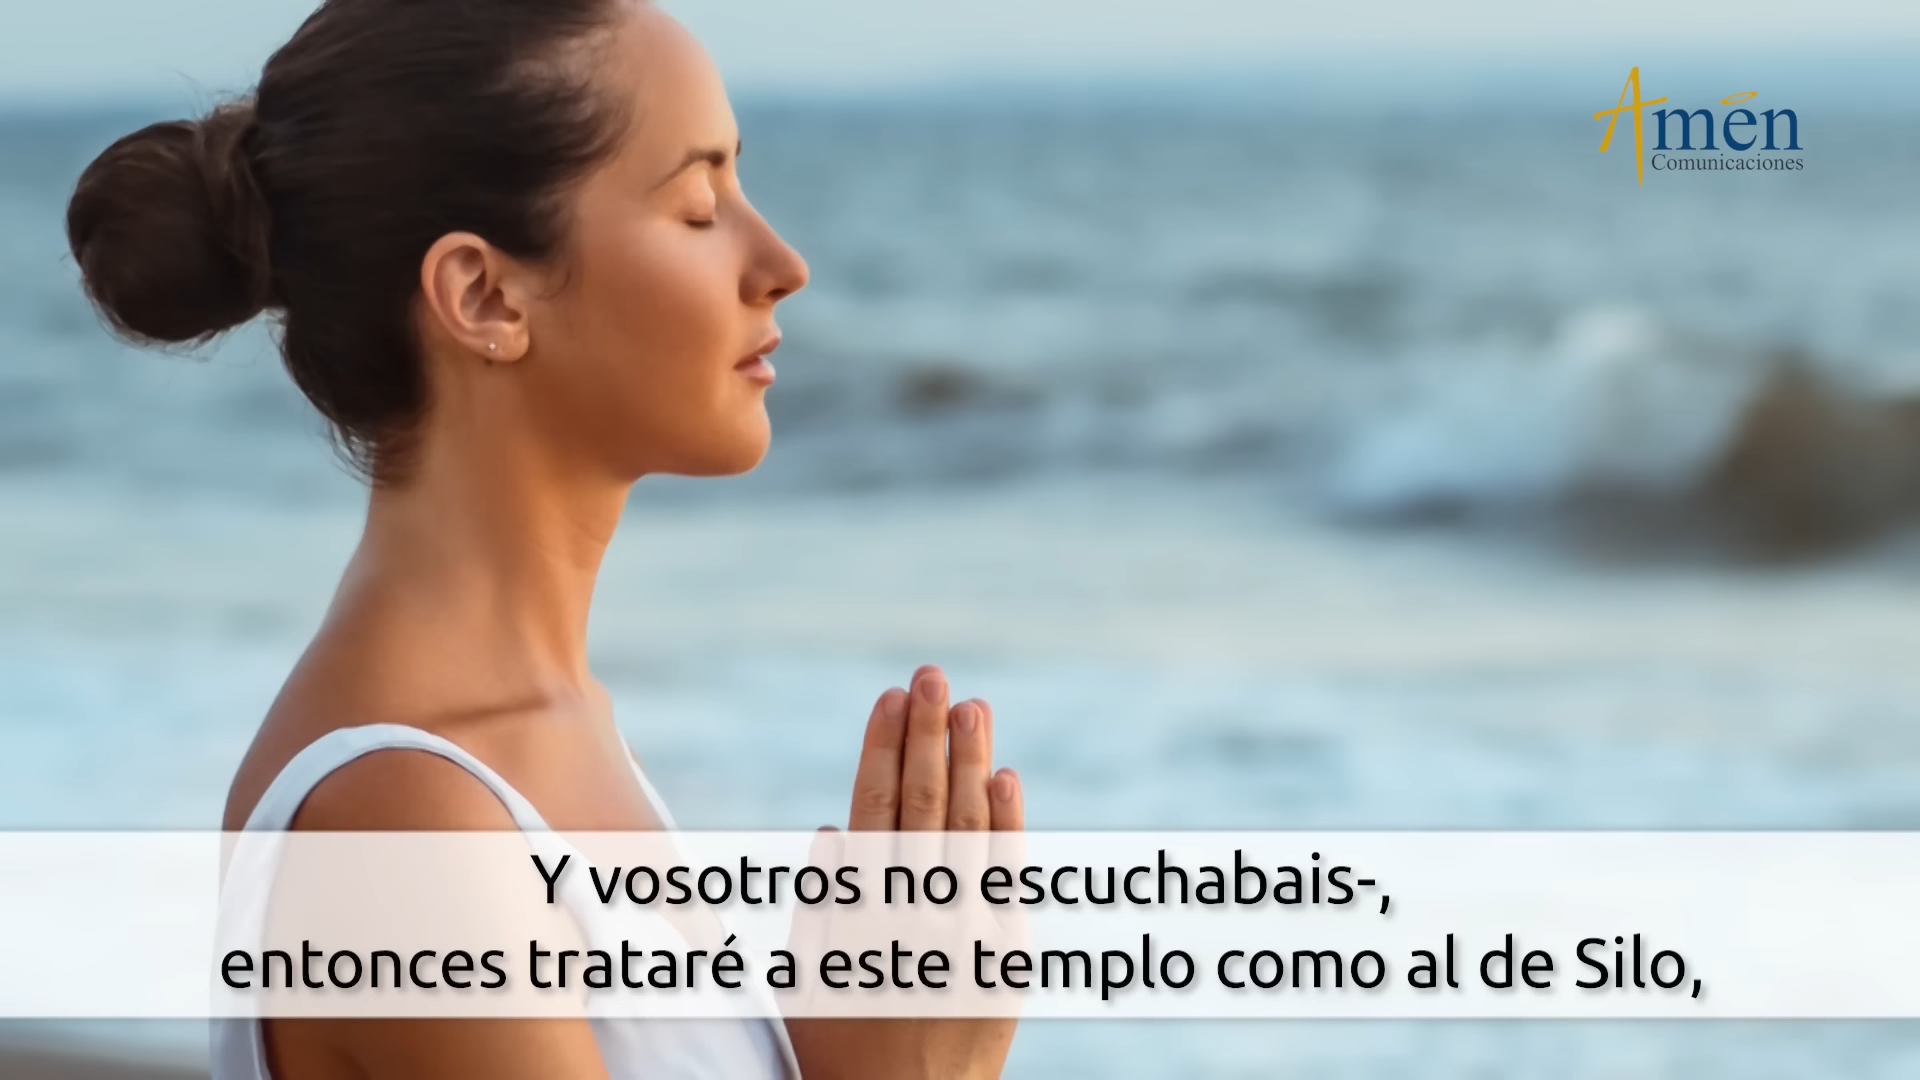 Amén
Comunicaciones
Y vosotros no escuchabais-,
entonces trataré a este templo como al de Silo,